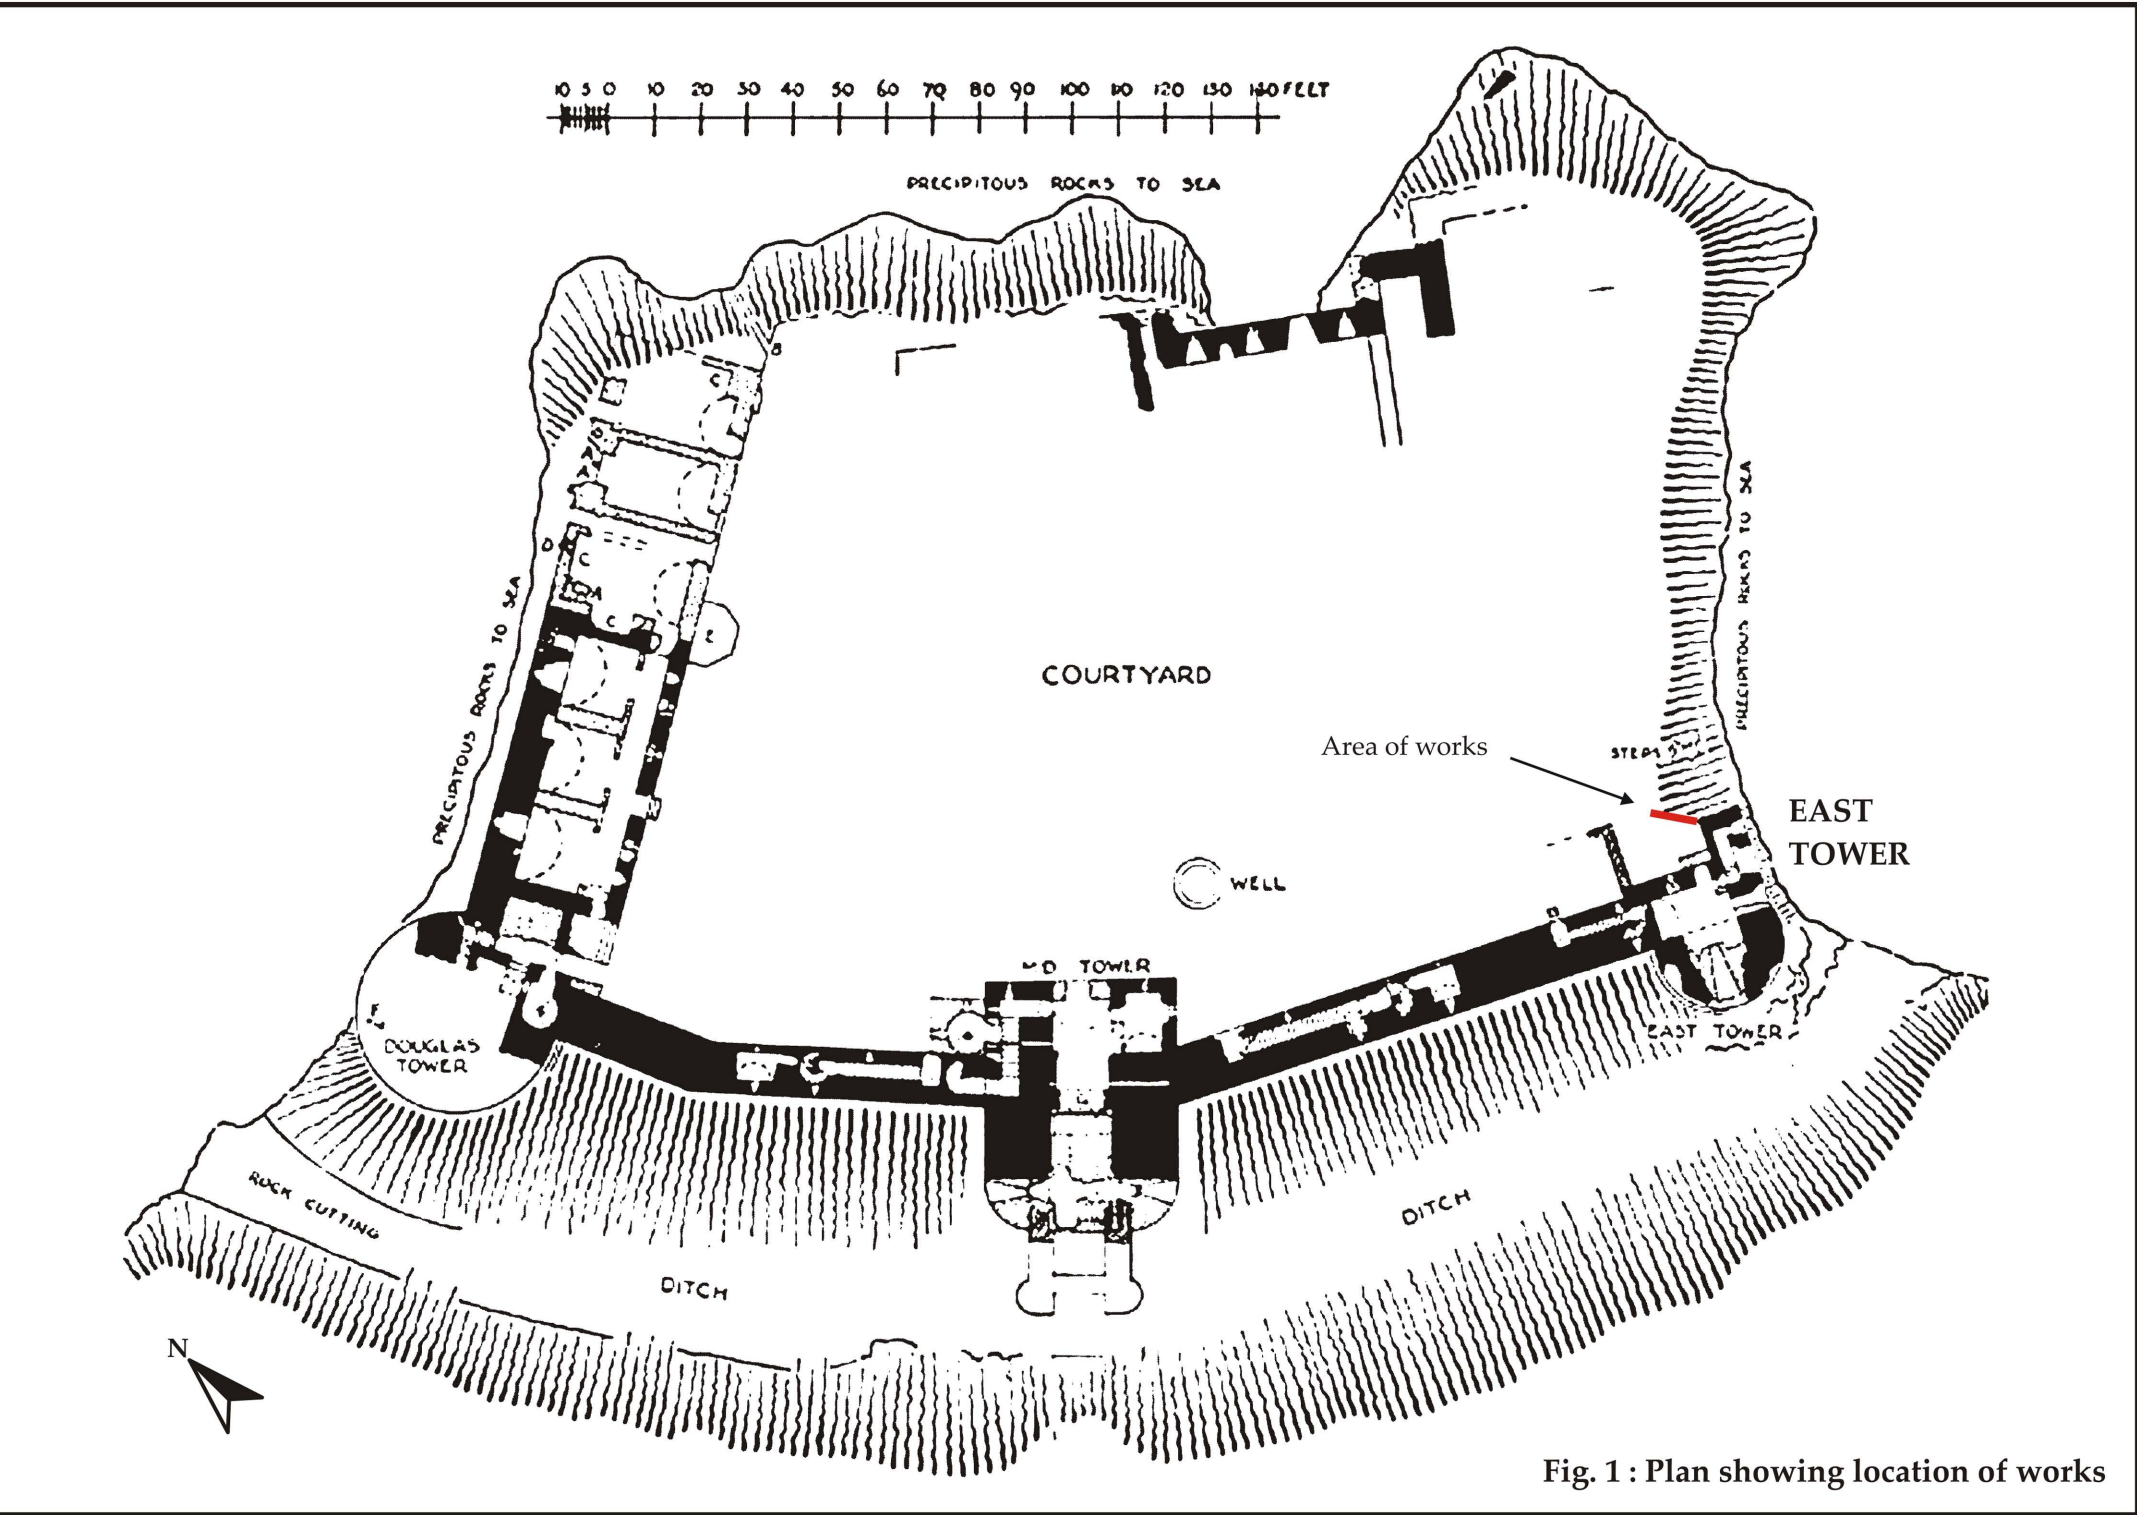 10 5 0 10 20 30 40 50 60 70 80 90 100 110 120 130 140 FEET
PRECIPITOUS ROCKS TO SEA
B
C
B
A
A
D
C
A
C
E
PRECIPITOUS ROCKS TO SEA
PRECIPITOUS ROCKS TO SEA
COURTYARD
Area of works
STEPS
EAST
TOWER
WELL
D TOWER
F
DOUGLAS
TOWER
EAST TOWER
ROCK CUTTING
DITCH
DITCH
N
Fig. 1 : Plan showing location of works